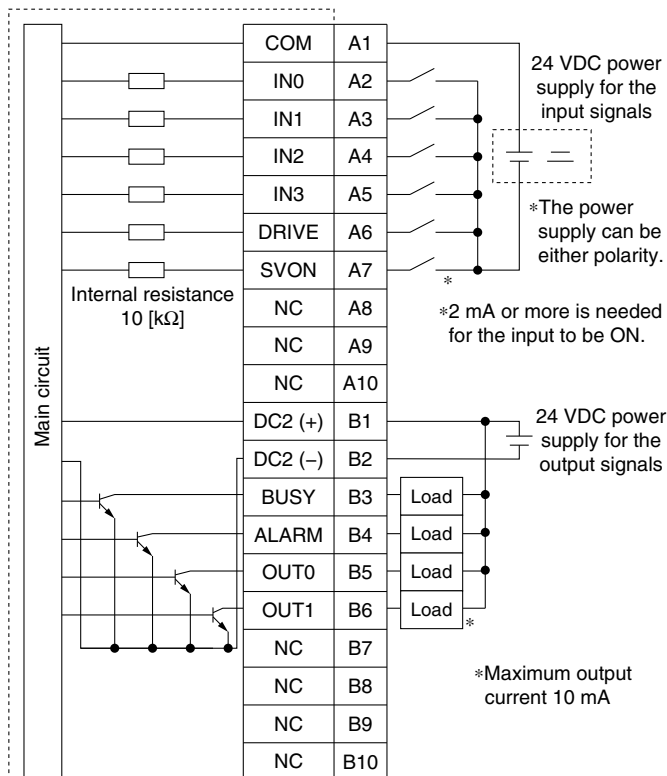 COM A1
IN0 A2
IN1 A3
IN2 A4
IN3 A5
DRIVE A6
SVON A7
NC A8
NC A9
NC A10
DC2 (+) B1
DC2 (−) B2
BUSY B3
ALARM B4
OUT0 B5
OUT1 B6
NC B7
NC B8
NC B9
NC B10
Main circuit
Internal resistance
10 [kΩ]
24 VDC power
supply for the
input signals
*The power
supply can be
either polarity.
*
*2 mA or more is needed
for the input to be ON.
24 VDC power
supply for the
output signals
Load
Load
Load
Load
*
*Maximum output
current 10 mA